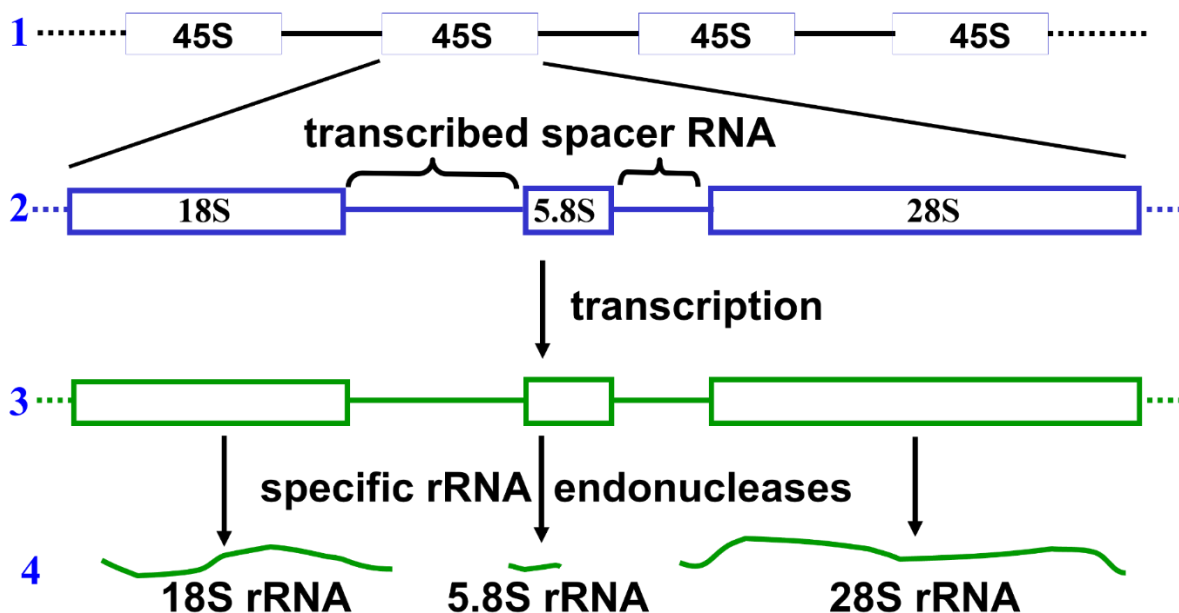 1 45S 45S 45S 45S
transcribed spacer RNA
2 18S 5.8S 28S
transcription
3
specific rRNA endonucleases
4
18S rRNA 5.8S rRNA 28S rRNA